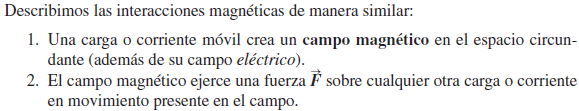 Describimos las interacciones magnéticas de manera similar:
1. Una carga o corriente móvil crea un campo magnético en el espacio circun-
dante (además de su campo eléctrico).
2. El campo magnético ejerce una fuerza F⃗ sobre cualquier otra carga o corriente
en movimiento presente en el campo.